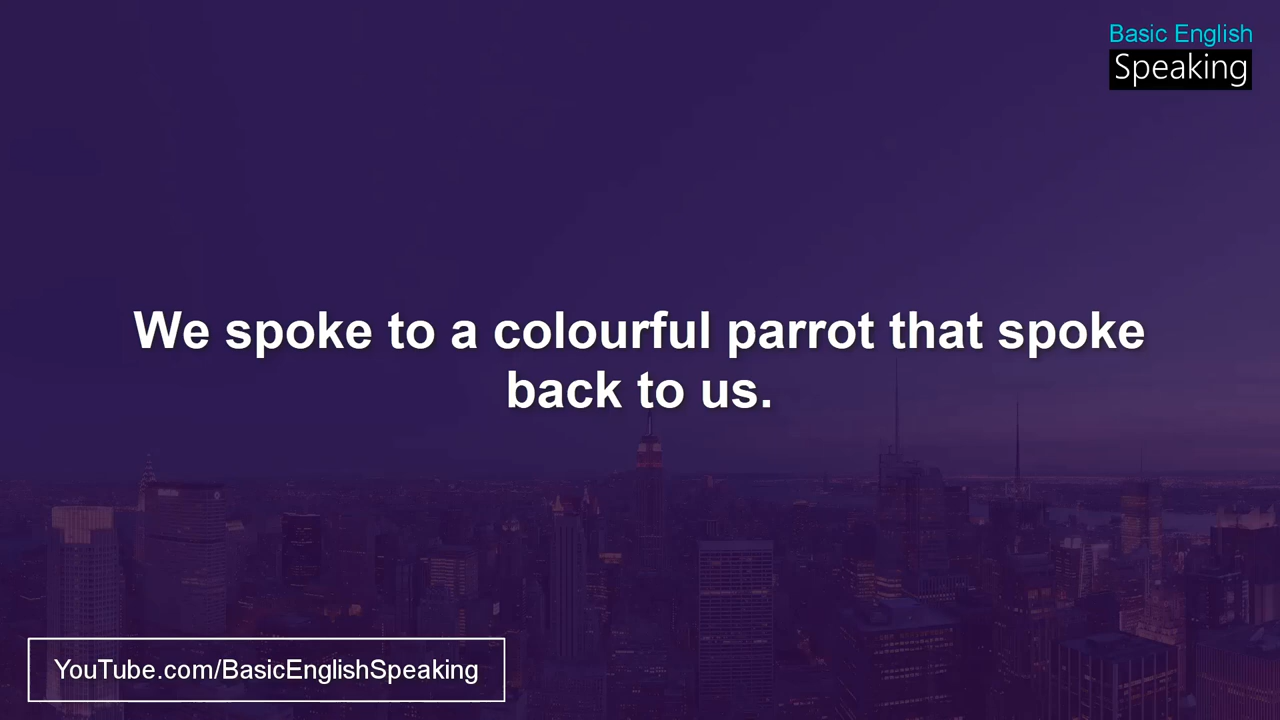 Basic English
Speaking
We spoke to a colourful parrot that spoke
back to us.
YouTube.com/BasicEnglishSpeaking